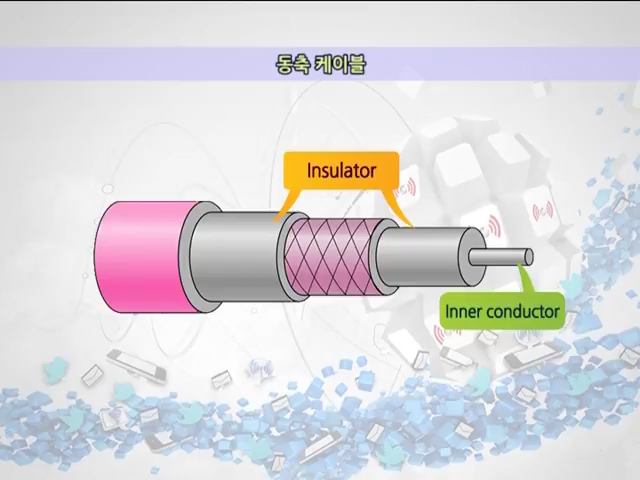 동축 케이블
Insulator
Inner conductor